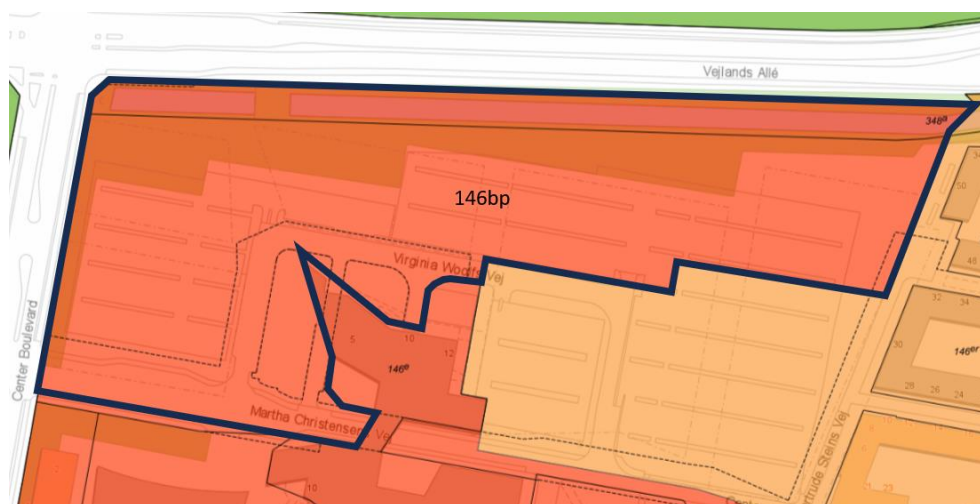 Vejlands Allé
348a
146bp
50
48
Virginia Woolfs Vej
Center Boulevard
5
10
12
146e
32
34
30
146er
28
26
24
Martha Christensens Vej
Gertrude Steins Vej
10
23